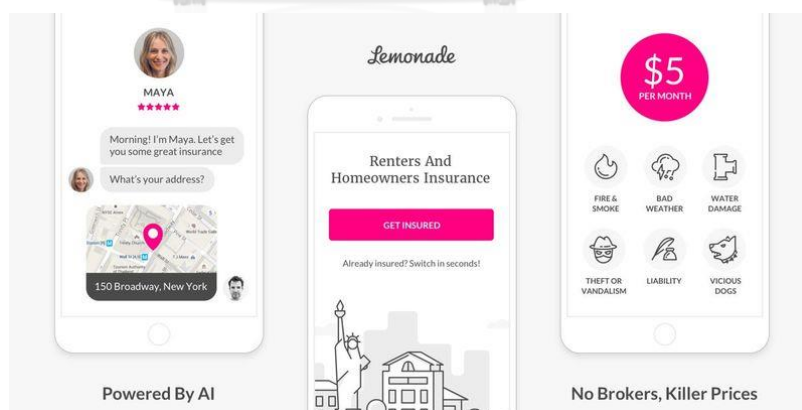 MAYA
Morning! I'm Maya. Let's get
you some great insurance
What's your address?
150 Broadway, New York
Powered By AI
Lemonade
Renters And
Homeowners Insurance
GET INSURED
Already insured? Switch in seconds!
$5
PER MONTH
FIRE &
SMOKE
BAD
WEATHER
WATER
DAMAGE
THEFT OR
VANDALISM
LIABILITY
VICIOUS
DOGS
No Brokers, Killer Prices